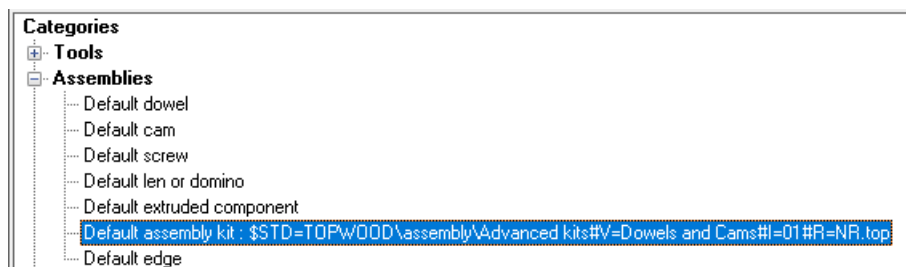 Categories
Tools
Assemblies
Default dowel
Default cam
Default screw
Default len or domino
Default extruded component
Default assembly kit : $STD=TOPWOOD\assembly\Advanced kits#V=Dowels and Cams#I=01#R=NR.top
Default edge